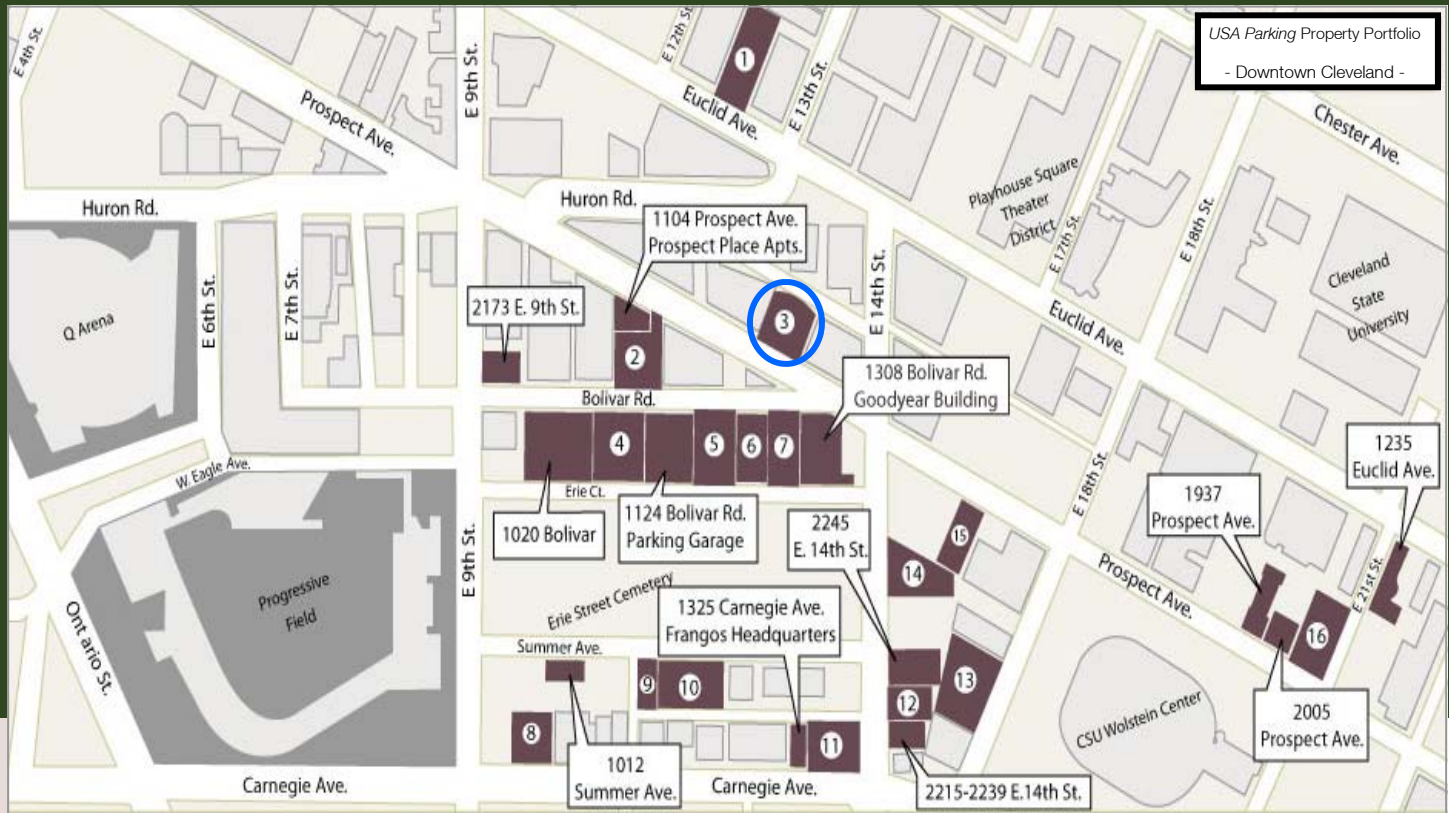 USA Parking Property Portfolio
- Downtown Cleveland -
E 4th St.
Prospect Ave.
E 9th St.
E 12th St.
1
Euclid Ave.
E 13th St.
Chester Ave.
Playhouse Square
Theater
District
E 17th St.
E 18th St.
Cleveland
State
University
Huron Rd.
Huron Rd.
1104 Prospect Ave.
Prospect Place Apts.
E 14th St.
Euclid Ave.
Q Arena
E 6th St.
E 7th St.
2173 E. 9th St.
2
3
Bolivar Rd.
1308 Bolivar Rd.
Goodyear Building
4
5
6
7
W. Eagle Ave.
Erie Ct.
1020 Bolivar
1124 Bolivar Rd.
Parking Garage
2245
E. 14th St.
15
14
E 18th St.
1937
Prospect Ave.
1235
Euclid Ave.
E 9th St.
Progressive
Field
Ont ario St.
Erie Street Cemetery
1325 Carnegie Ave.
Frangos Headquarters
Prospect Ave.
E 21st St.
16
Summer Ave.
9
10
13
12
8
11
CSU Wolstein Center
2005
Prospect Ave.
1012
Summer Ave.
Carnegie Ave.
Carnegie Ave.
2215-2239 E.14th St.